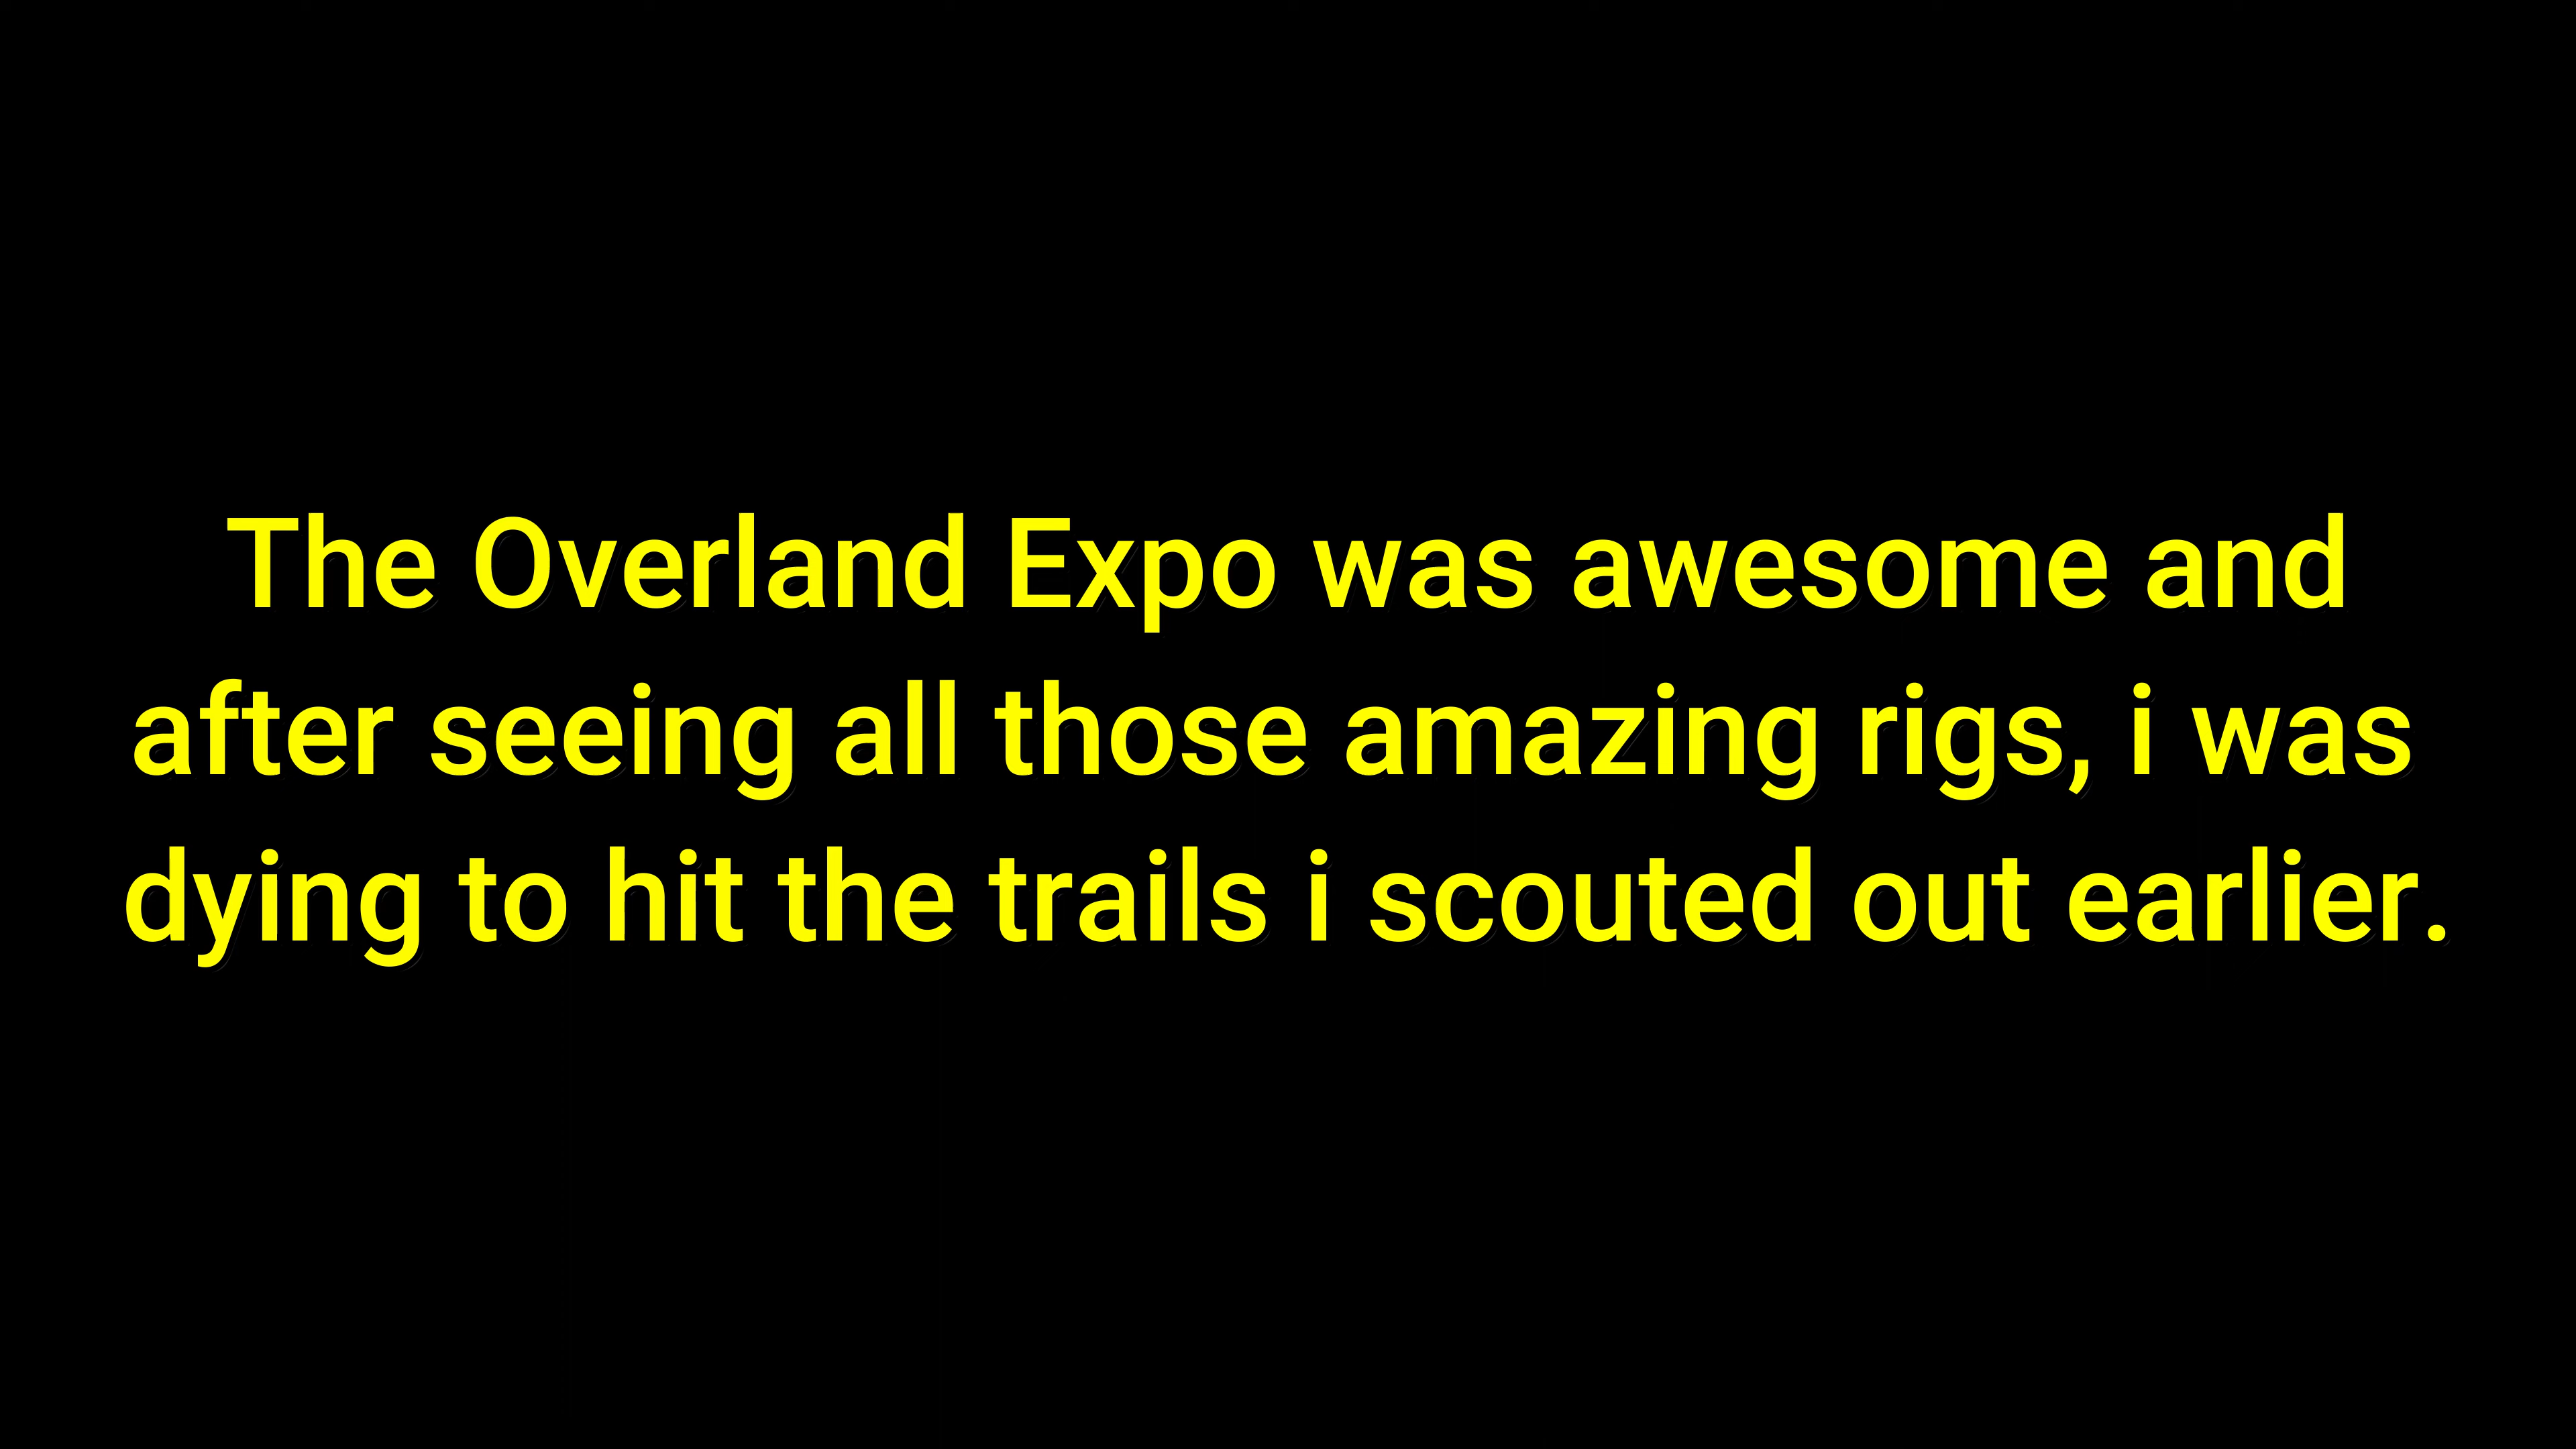 The Overland Expo was awesome and
after seeing all those amazing rigs, i was
dying to hit the trails i scouted out earlier.